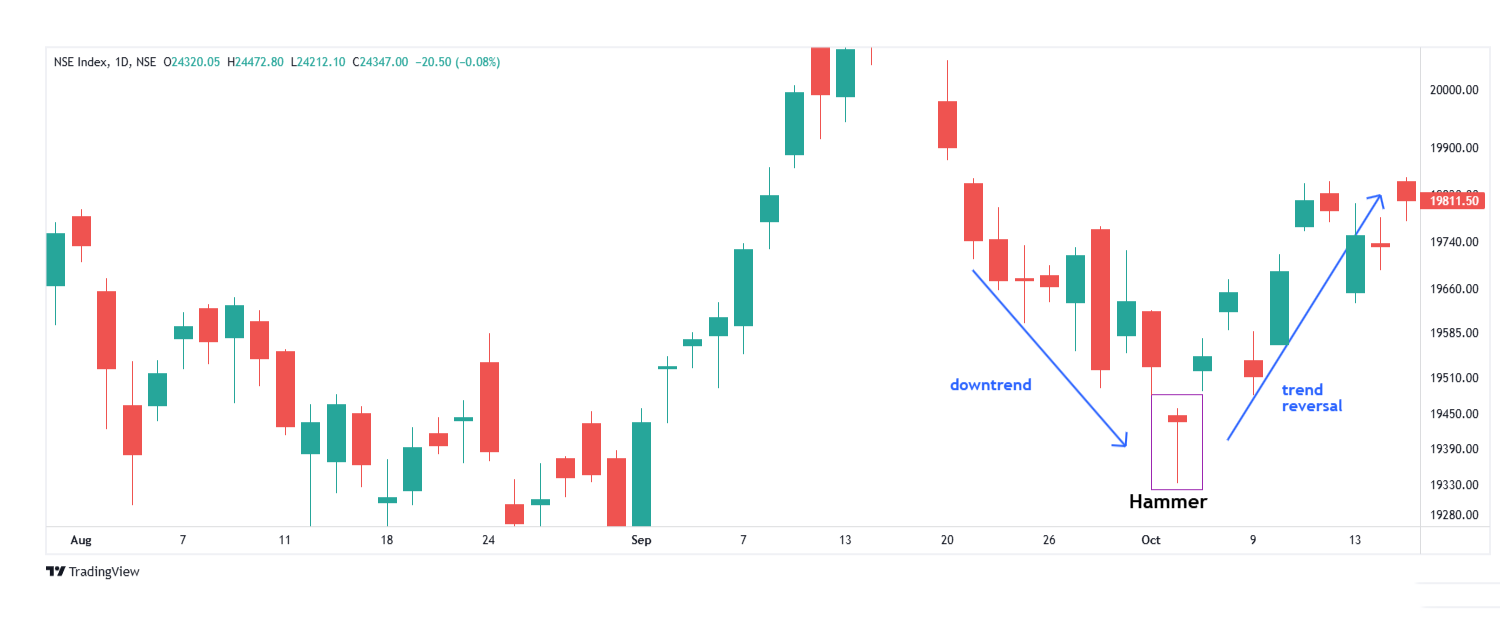 NSE Index, 1D, NSE O24320.05 H24472.80 L24212.10 C24347.00 −20.50 (−0.08%)
20000.00
19900.00
19811.50
19740.00
19660.00
19585.00
19510.00
19450.00
19390.00
19330.00
19280.00
downtrend
trend
reversal
Hammer
Aug 7 11 18 24 Sep 7 13 20 26 Oct 9 13
TradingView